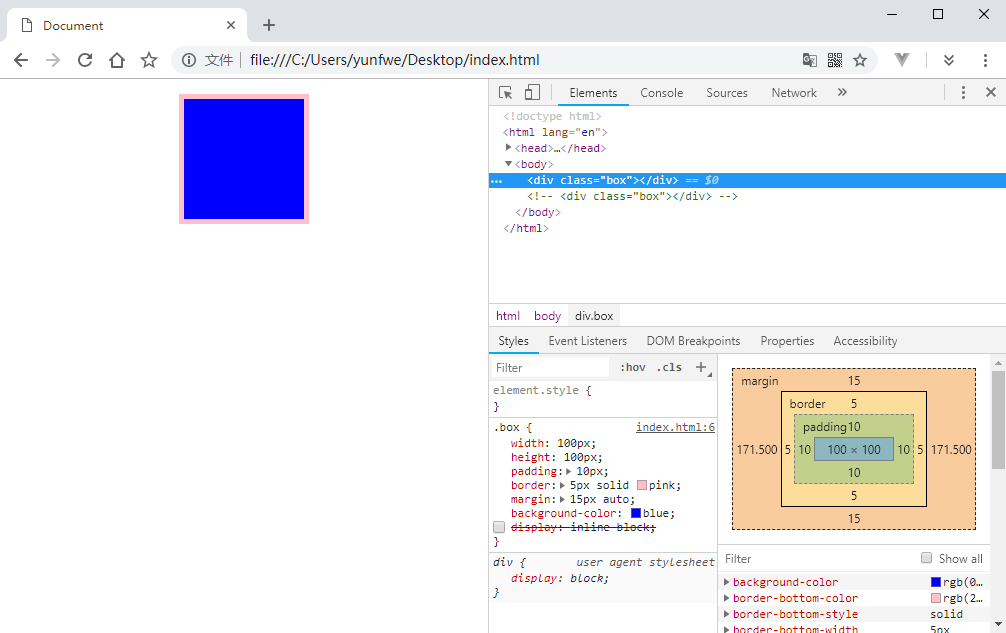 Document
文件 file:///C:/Users/yunfwe/Desktop/index.html
Elements Console Sources Network »
<!doctype html>
<html lang="en">
<head>…</head>
<body>
… <div class="box"></div> == $0
<!-- <div class="box"></div> -->
</body>
</html>
html body div.box
Styles Event Listeners DOM Breakpoints Properties Accessibility
Filter :hov .cls +
element.style {
}
.box { index.html:6
width: 100px;
height: 100px;
padding: 10px;
border: 5px solid pink;
margin: 15px auto;
background-color: blue;
display: inline-block;
}
div { user agent stylesheet
display: block;
}
margin 15
border 5
padding 10
171.500 5 10 100 × 100 10 5 171.500
10
5
15
Filter Show all
background-color rgb(0…
border-bottom-color rgb(2…
border-bottom-style solid
border-bottom-width 5px